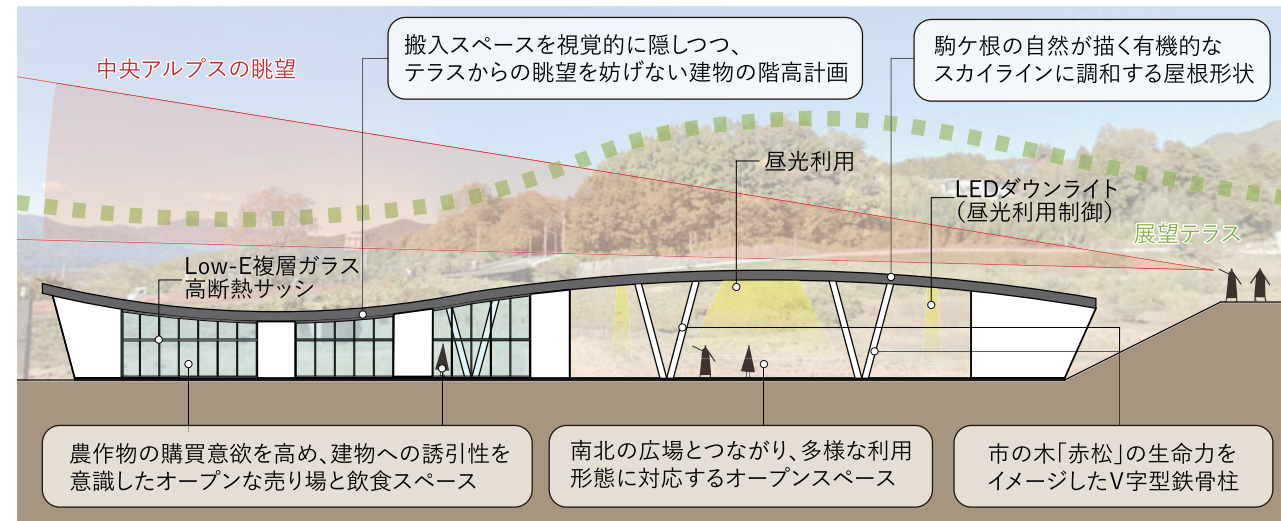 中央アルプスの眺望
搬入スペースを視覚的に隠しつつ、
テラスからの眺望を妨げない建物の階高計画
駒ケ根の自然が描く有機的な
スカイラインに調和する屋根形状
昼光利用
LEDダウンライト
（昼光利用制御）
展望テラス
Low-E複層ガラス
高断熱サッシ
農作物の購買意欲を高め、建物への誘引性を
意識したオープンな売り場と飲食スペース
南北の広場とつながり、多様な利用
形態に対応するオープンスペース
市の木「赤松」の生命力を
イメージしたV字型鉄骨柱